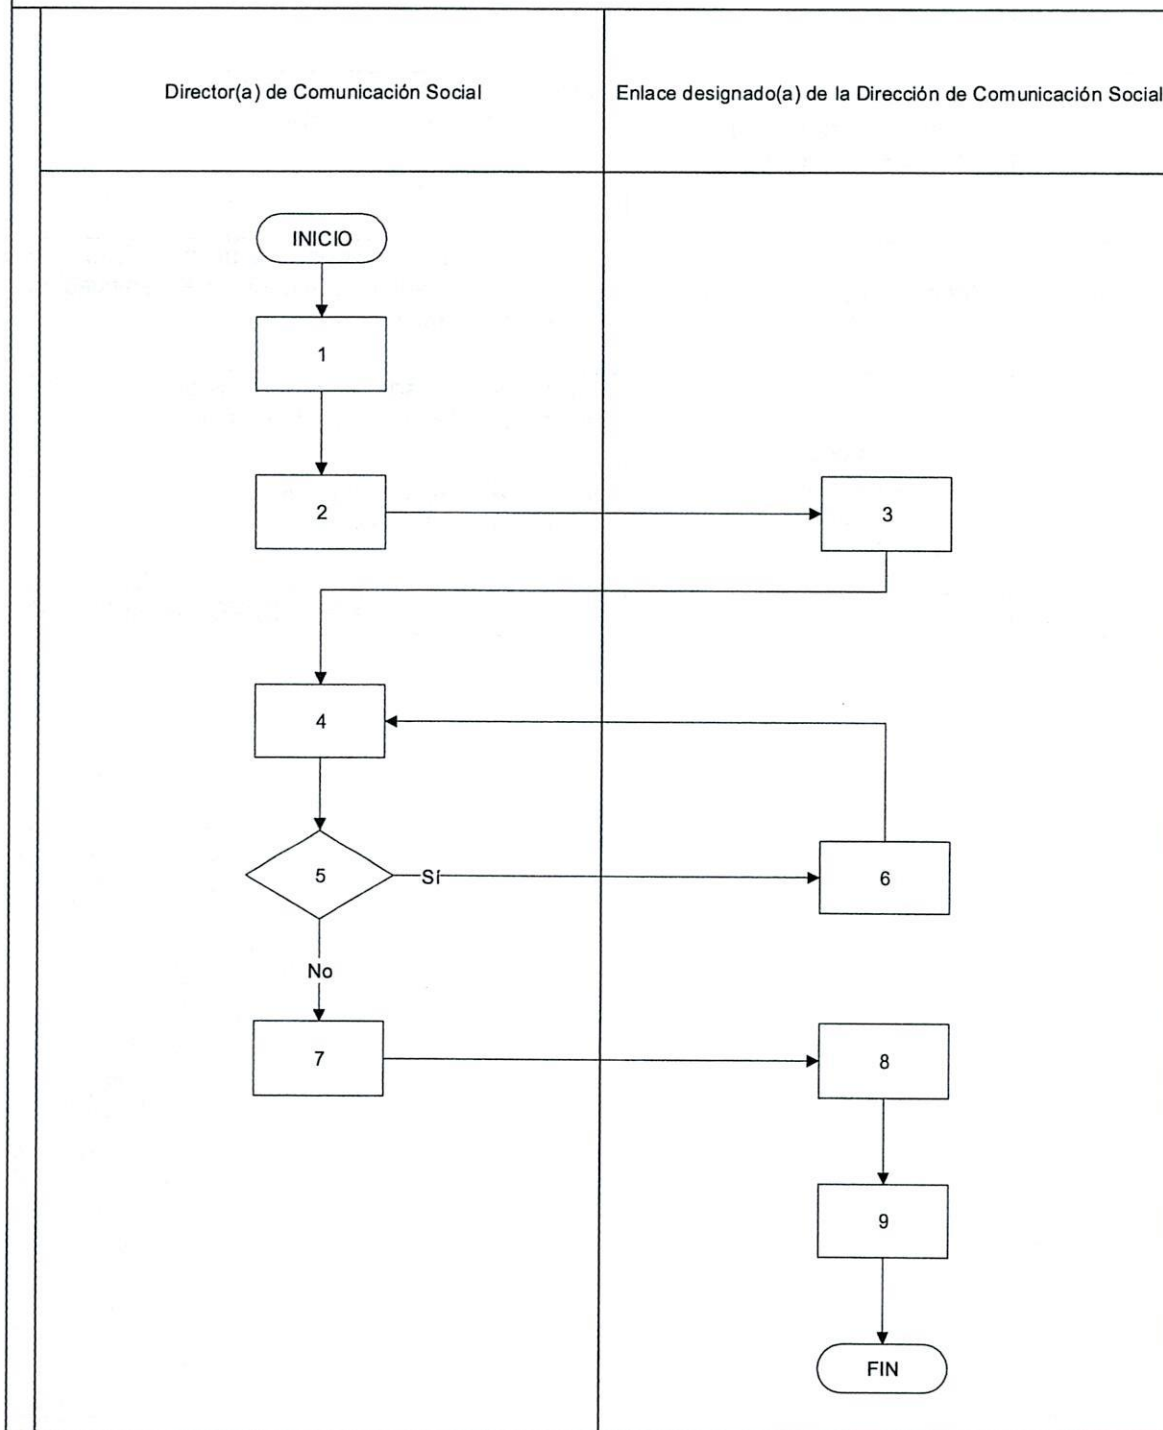 Director(a) de Comunicación Social
Enlace designado(a) de la Dirección de Comunicación Social
INICIO
1
2
3
4
5
Sí
6
No
7
8
9
FIN